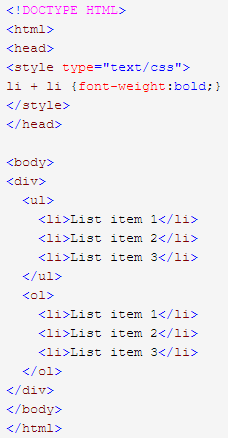 <!DOCTYPE HTML>
<html>
<head>
<style type="text/css">
li + li {font-weight:bold;}
</style>
</head>

<body>
<div>
  <ul>
    <li>List item 1</li>
    <li>List item 2</li>
    <li>List item 3</li>
  </ul>
  <ol>
    <li>List item 1</li>
    <li>List item 2</li>
    <li>List item 3</li>
  </ol>
</div>
</body>
</html>